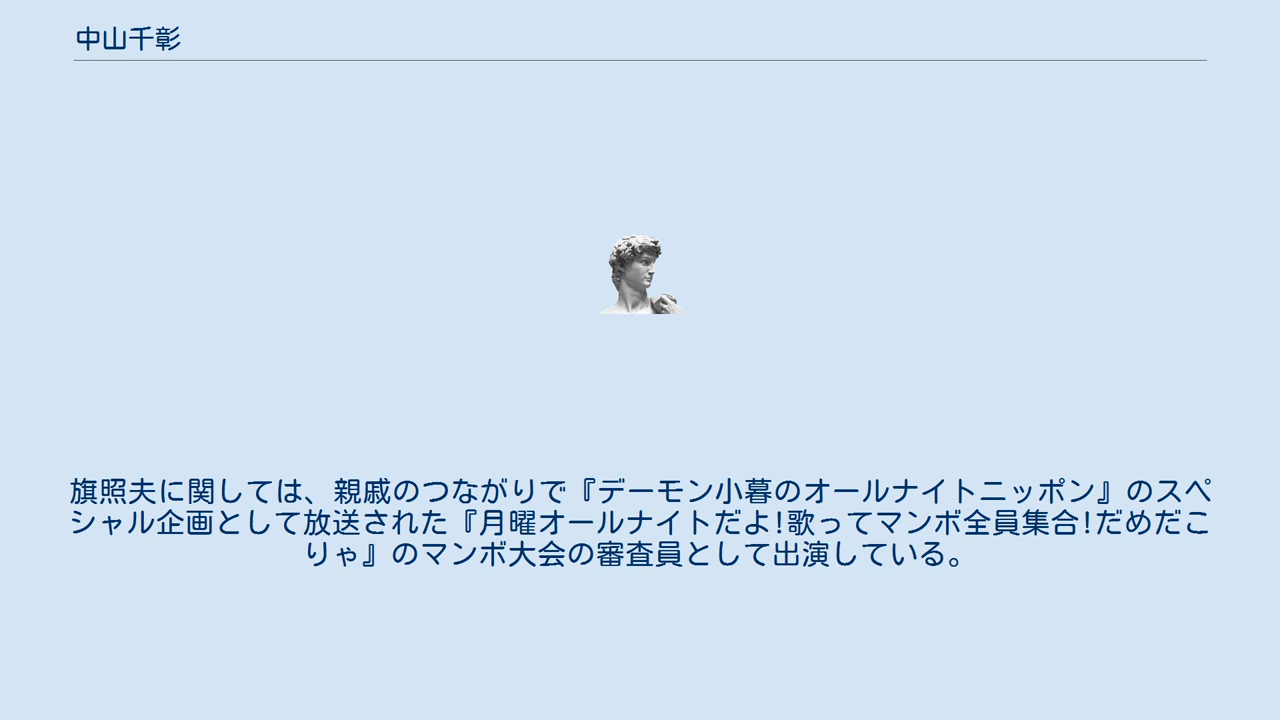 中山千彰
旗照夫に関しては、親戚のつながりで『デーモン小暮のオールナイトニッポン』のスペ
シャル企画として放送された『月曜オールナイトだよ!歌ってマンボ全員集合!だめだこ
りゃ』のマンボ大会の審査員として出演している。